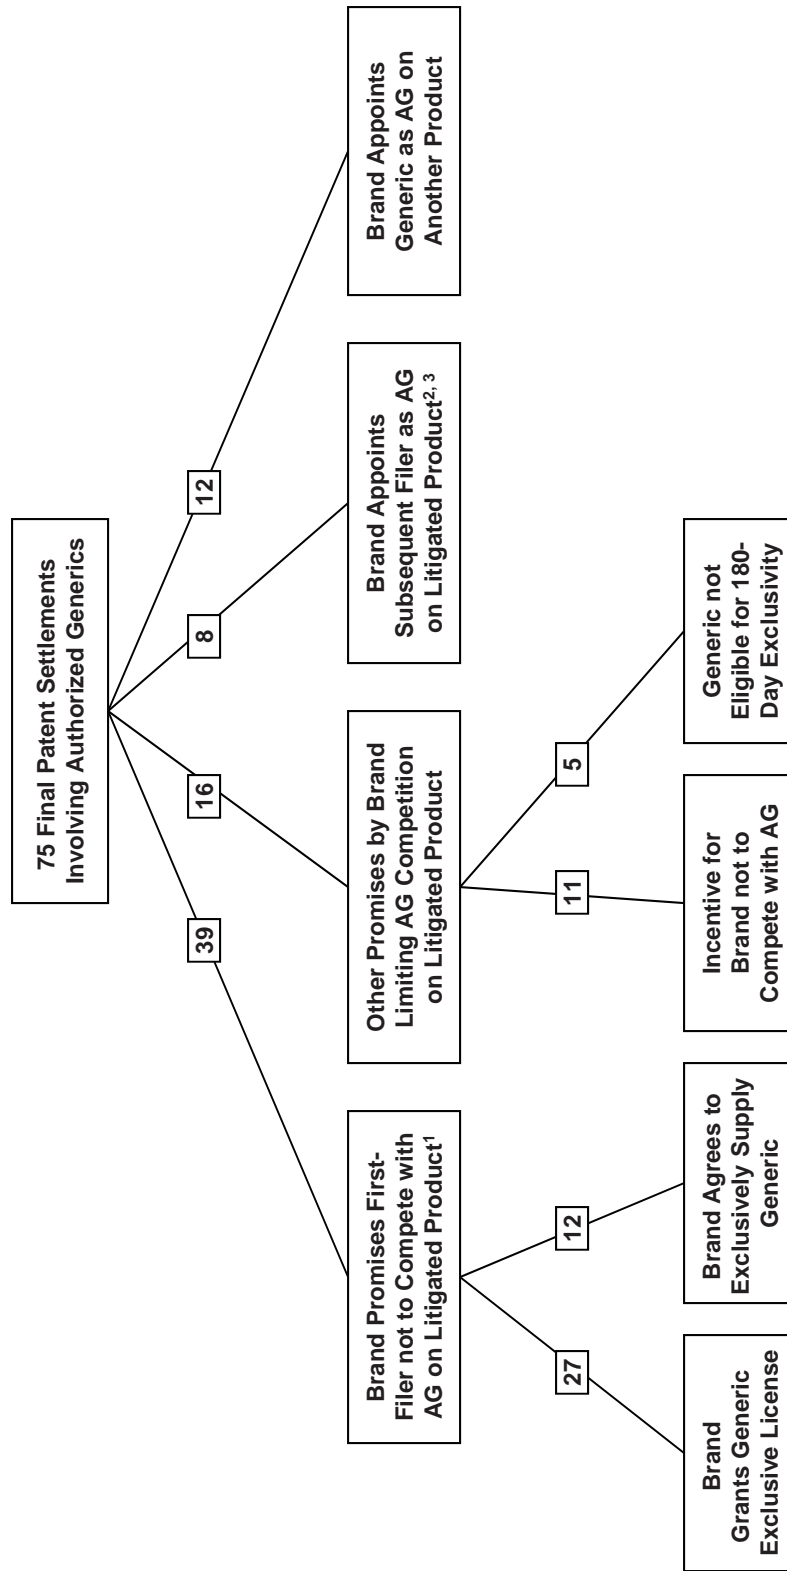 75 Final Patent Settlements
Involving Authorized Generics
39
16
8
12
Brand Promises First-
Filer not to Compete with
AG on Litigated Product1
Other Promises by Brand
Limiting AG Competition
on Litigated Product
Brand Appoints
Subsequent Filer as AG
on Litigated Product2, 3
Brand Appoints
Generic as AG on
Another Product
27
12
11
5
Brand
Grants Generic
Exclusive License
Brand Agrees to
Exclusively Supply
Generic
Incentive for
Brand not to
Compete with AG
Generic not
Eligible for 180-
Day Exclusivity